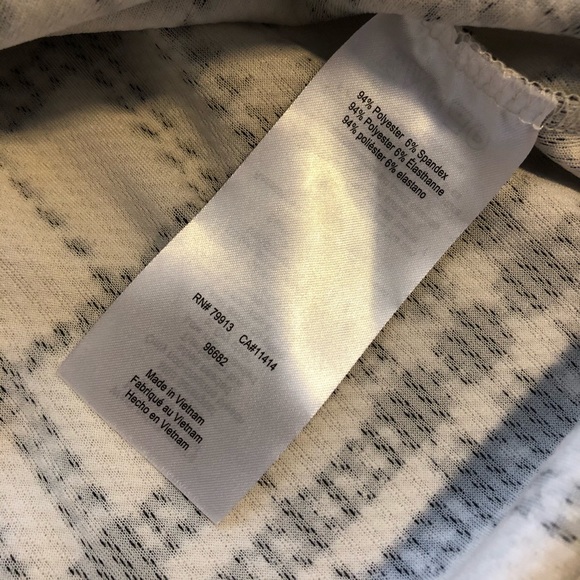 94% Polyester 6% Spandex
94% Polyester 6% Élasthanne
94% poliéster 6% elastano
RN# 79913 CA#11414
96682
Made in Vietnam
Fabriqué au Vietnam
Hecho en Vietnam